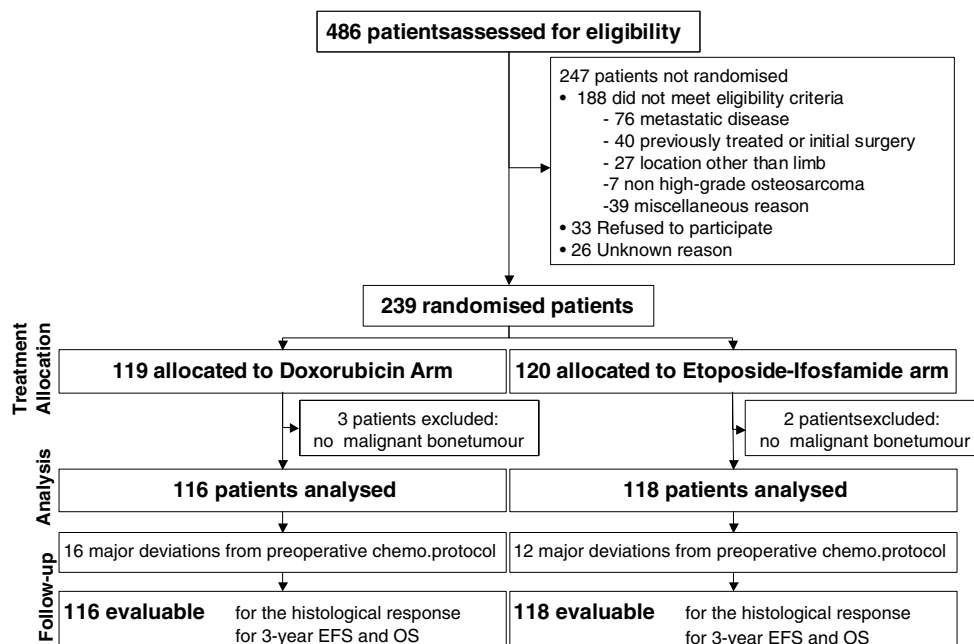 486 patientsassessed for eligibility
247 patients not randomised
• 188 did not meet eligibility criteria
- 76 metastatic disease
- 40 previously treated or initial surgery
- 27 location other than limb
-7 non high-grade osteosarcoma
-39 miscellaneous reason
• 33 Refused to participate
• 26 Unknown reason
239 randomised patients
Treatment
Allocation
119 allocated to Doxorubicin Arm
120 allocated to Etoposide-Ifosfamide arm
3 patients excluded:
no malignant bonetumour
2 patientsexcluded:
no malignant bonetumour
Analysis
116 patients analysed
118 patients analysed
Follow-up
16 major deviations from preoperative chemo.protocol
12 major deviations from preoperative chemo.protocol
116 evaluable for the histological response
for 3-year EFS and OS
118 evaluable for the histological response
for 3-year EFS and OS